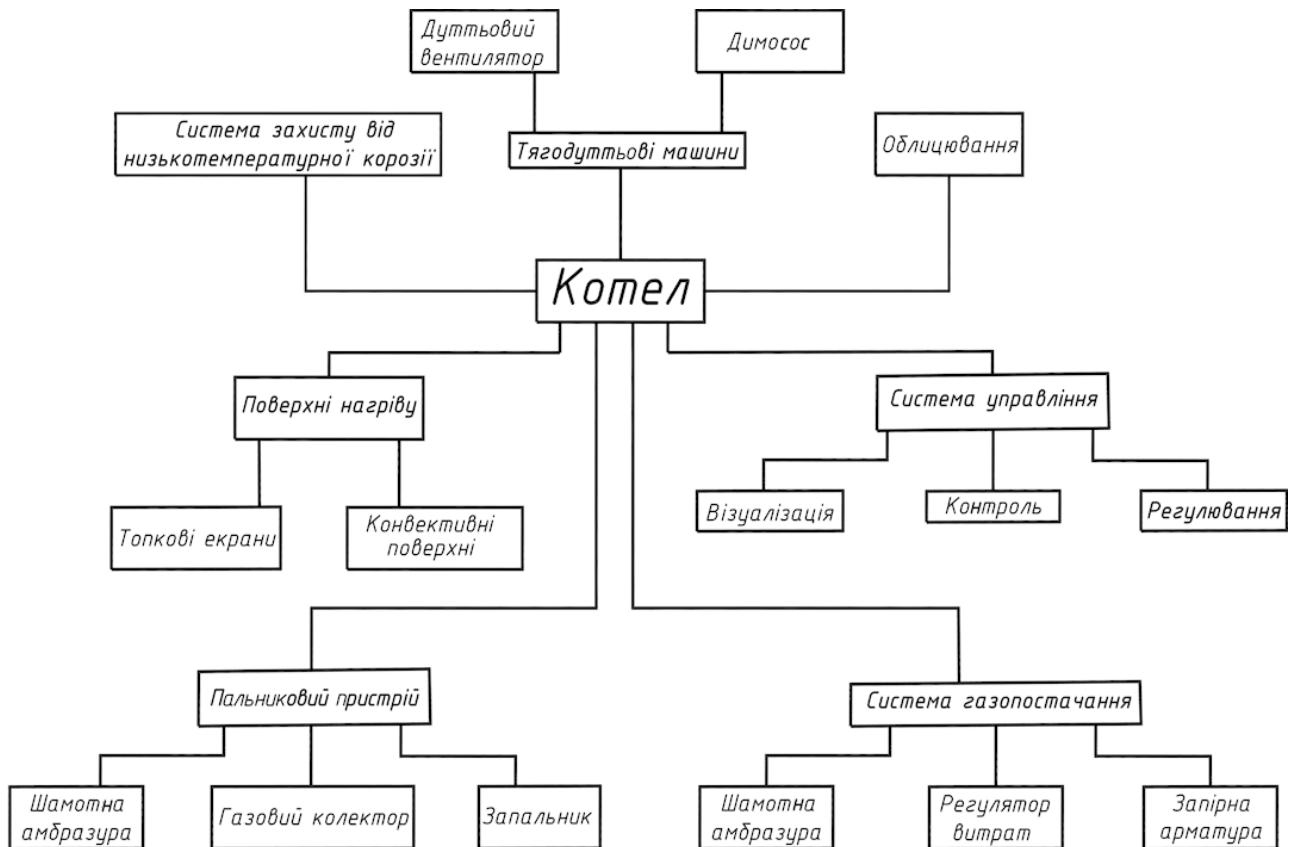 Дуттьовий
вентилятор
Димосос
Система захисту від
низькотемпературної корозії
Тягодуттьові машини
Облицювання
Котел
Поверхні нагріву
Система управління
Топкові екрани
Конвективні
поверхні
Візуалізація
Контроль
Регулювання
Пальниковий пристрій
Система газопостачання
Шамотна
амбразура
Газовий колектор
Запальник
Шамотна
амбразура
Регулятор
витрат
Запірна
арматура